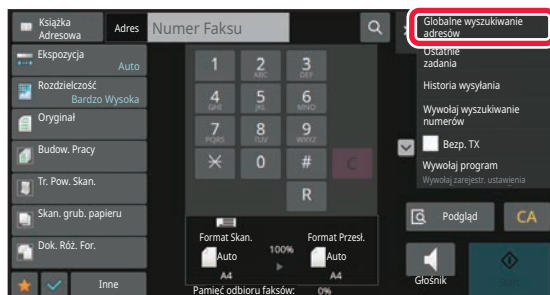 Książka
Adresowa
Adres
Numer Faksu
Globalne wyszukiwanie
adresów
Ekspozycja
Auto
Rozdzielczość
Bardzo Wysoka
Oryginał
Budow. Pracy
Tr. Pow. Skan.
Skan. grub. papieru
Dok. Róż. For.
Inne
1
2 ABC
3 DEF
4 GHI
5 JKL
6 MNO
7 PQRS
8 TUV
9 WXYZ
0
#
C
R
Format Skan.
Auto
A4
100%
Format Przesł.
Auto
A4
Pamięć odbioru faksów: 0%
Ostatnie
zadania
Historia wysyłania
Wywołaj wyszukiwanie
numerów
Bezp. TX
Wywołaj program
Wywołaj zarejestr. ustawienia
Podgląd
CA
Głośnik
Start